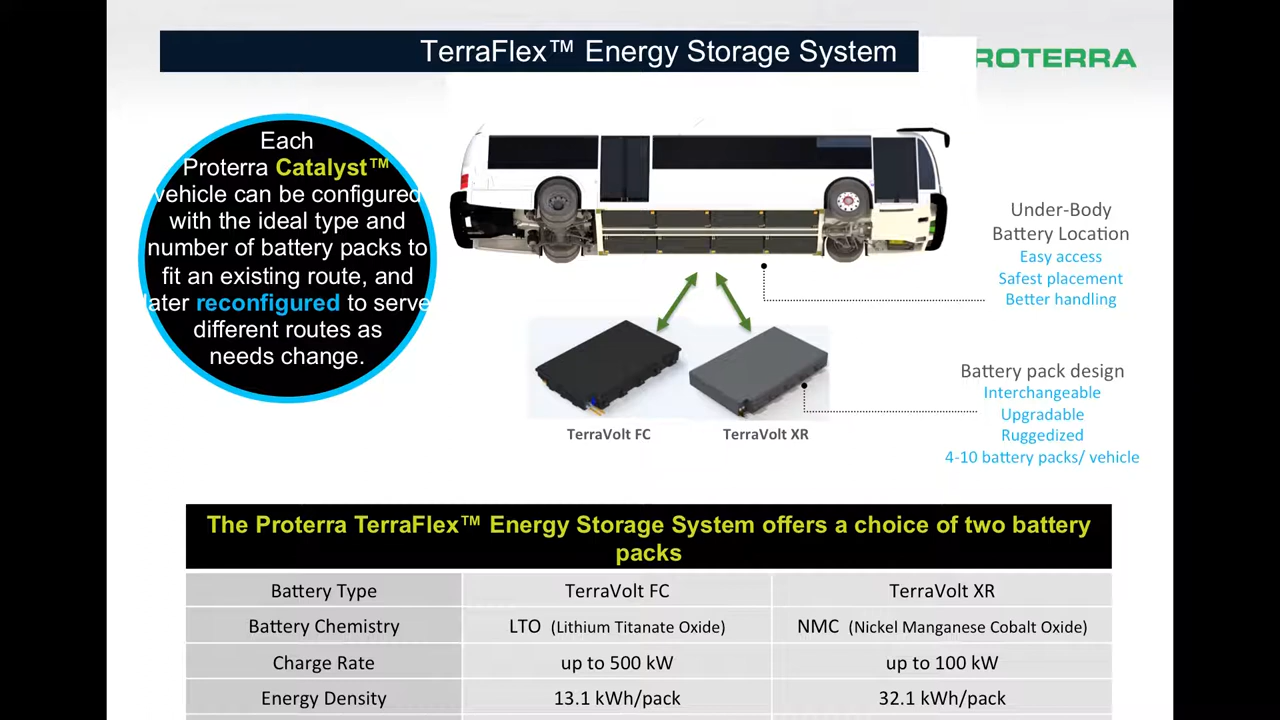 TerraFlex™ Energy Storage System
ROTERRA
Each
Proterra Catalyst™
vehicle can be configured
with the ideal type and
number of battery packs to
fit an existing route, and
later reconfigured to serve
different routes as
needs change.
Under-Body
Battery Location
Easy access
Safest placement
Better handling
Battery pack design
Interchangeable
Upgradable
Ruggedized
4-10 battery packs/ vehicle
TerraVolt FC
TerraVolt XR
The Proterra TerraFlex™ Energy Storage System offers a choice of two battery
packs
Battery Type TerraVolt FC TerraVolt XR
Battery Chemistry LTO (Lithium Titanate Oxide) NMC (Nickel Manganese Cobalt Oxide)
Charge Rate up to 500 kW up to 100 kW
Energy Density 13.1 kWh/pack 32.1 kWh/pack